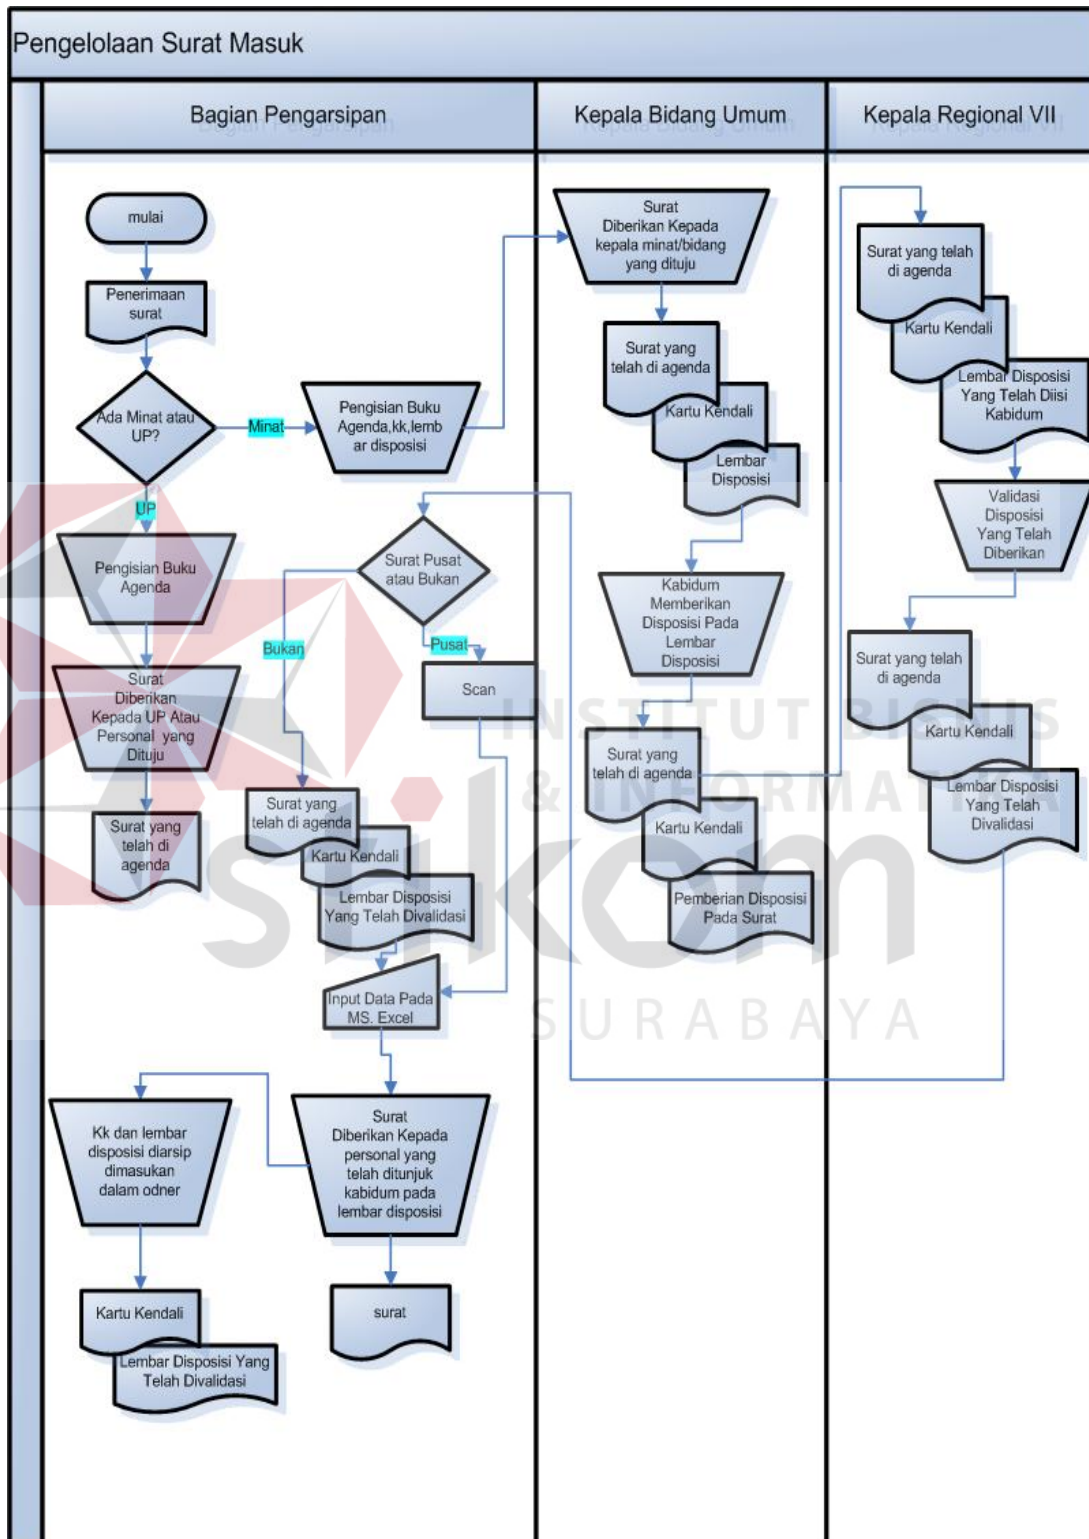 Pengelolaan Surat Masuk
Bagian Pengarsipan
Kepala Bidang Umum
Kepala Regional VII
mulai
Penerimaan
surat
Ada Minat atau
UP?
Minat
Pengisian Buku
Agenda,kk,lemb
ar disposisi
UP
Pengisian Buku
Agenda
Surat
Diberikan
Kepada UP Atau
Personal yang
Dituju
Surat yang
telah di
agenda
Surat Pusat
atau Bukan
Bukan
Pusat
Scan
Surat yang
telah di agenda
Kartu Kendali
Lembar Disposisi
Yang Telah Divalidasi
Input Data Pada
MS. Excel
Surat
Diberikan Kepada
personal yang
telah ditunjuk
kabidum pada
lembar disposisi
Kk dan lembar
disposisi diarsip
dimasukan
dalam odner
Kartu Kendali
Lembar Disposisi Yang
Telah Divalidasi
surat
Surat
Diberikan Kepada
kepala minat/bidang
yang dituju
Surat yang
telah di agenda
Kartu Kendali
Lembar
Disposisi
Kabidum
Memberikan
Disposisi Pada
Lembar
Disposisi
Surat yang
telah di agenda
Kartu Kendali
Pemberian Disposisi
Pada Surat
Surat yang telah
di agenda
Kartu Kendali
Lembar Disposisi
Yang Telah Diisi
Kabidum
Validasi
Disposisi
Yang Telah
Diberikan
Surat yang telah
di agenda
Kartu Kendali
Lembar Disposisi
Yang Telah
Divalidasi
INSTITUT BISNIS
& INFORMATIKA
stikom
SURABAYA